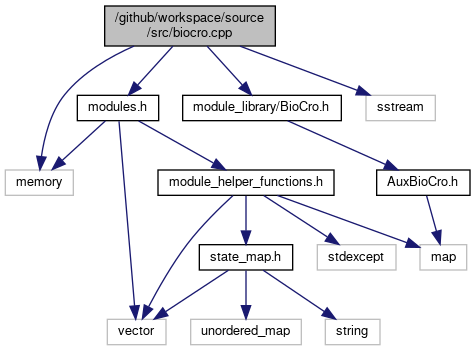 /github/workspace/source
/src/biocro.cpp
modules.h
module_library/BioCro.h
sstream
memory
module_helper_functions.h
AuxBioCro.h
state_map.h
stdexcept
map
vector
unordered_map
string